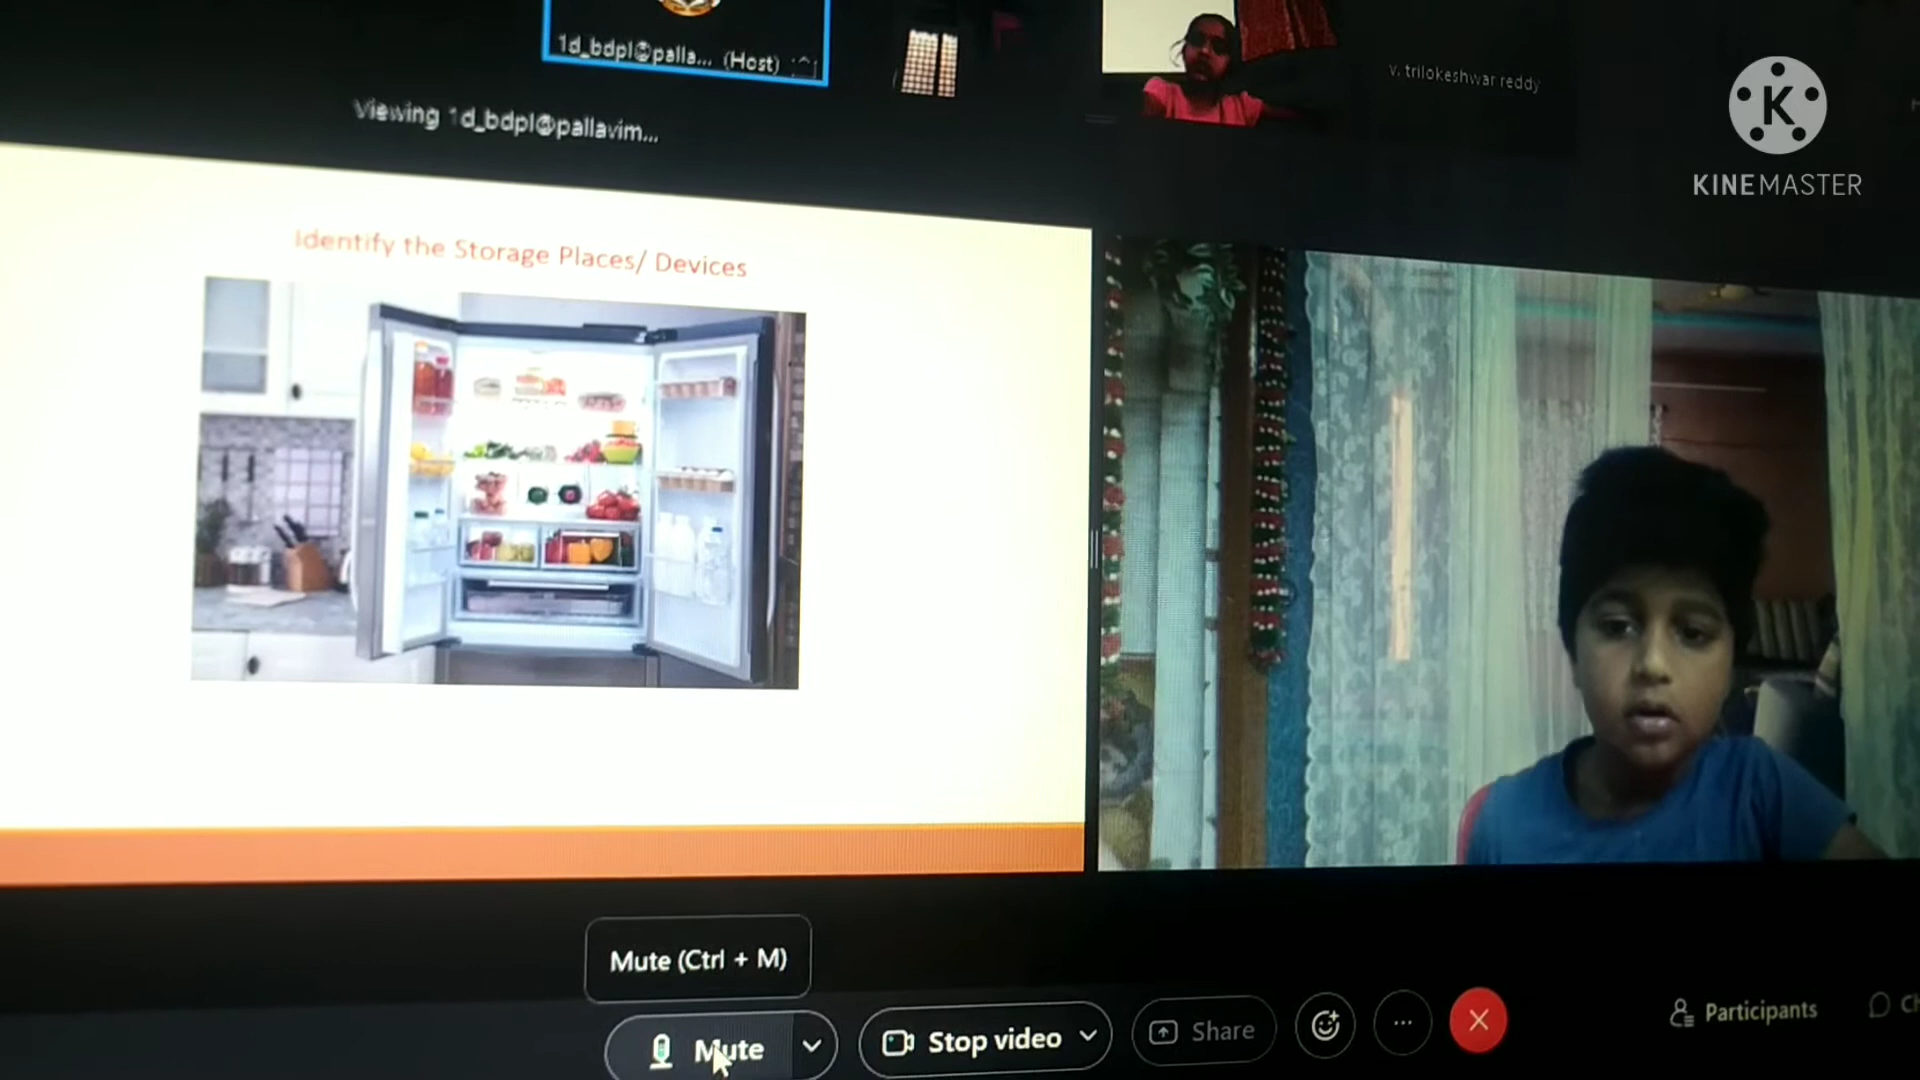 1d_bdpl@palla... (Host)
v. trilokeshwar reddy
Viewing 1d_bdpl@pallavim...
K
KINEMASTER
Identify the Storage Places/ Devices
Mute (Ctrl + M)
Mute
Stop video
Share
Participants